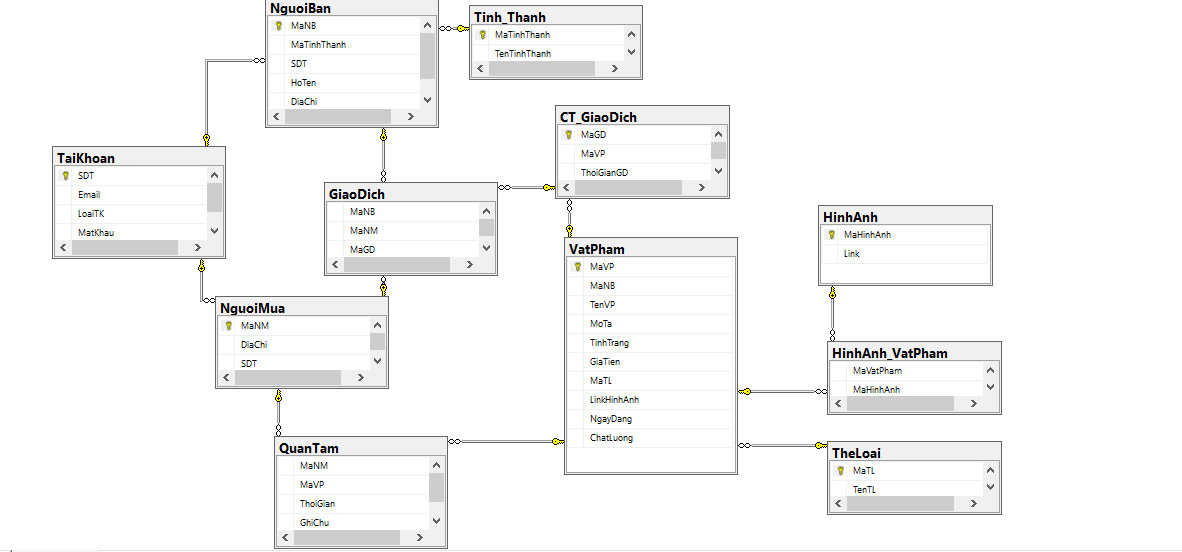 NguoiBan
MaNB
MaTinhThanh
SDT
HoTen
DiaChi
Tinh_Thanh
MaTinhThanh
TenTinhThanh
CT_GiaoDich
MaGD
MaVP
ThoiGianGD
TaiKhoan
SDT
Email
LoaiTK
MatKhau
GiaoDich
MaNB
MaNM
MaGD
HinhAnh
MaHinhAnh
Link
VatPham
MaVP
MaNB
TenVP
MoTa
TinhTrang
GiaTien
MaTL
LinkHinhAnh
NgayDang
ChatLuong
NguoiMua
MaNM
DiaChi
SDT
HinhAnh_VatPham
MaVatPham
MaHinhAnh
QuanTam
MaNM
MaVP
ThoiGian
GhiChu
TheLoai
MaTL
TenTL